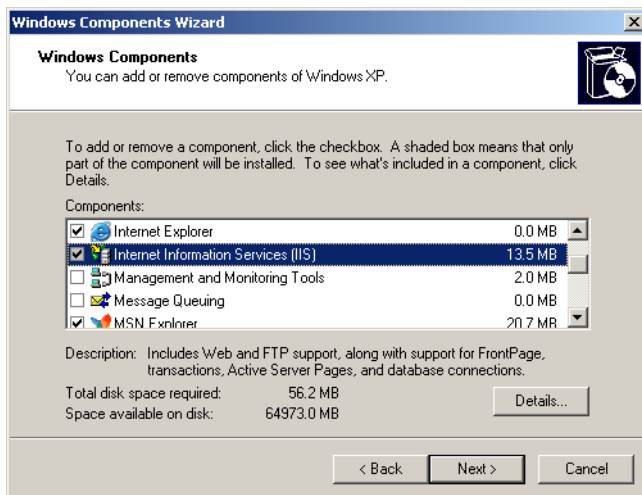 Windows Components Wizard
Windows Components
You can add or remove components of Windows XP.
To add or remove a component, click the checkbox. A shaded box means that only
part of the component will be installed. To see what's included in a component, click
Details.
Components:
Internet Explorer 0.0 MB
Internet Information Services (IIS) 13.5 MB
Management and Monitoring Tools 2.0 MB
Message Queuing 0.0 MB
MSN Explorer 20.7 MB
Description: Includes Web and FTP support, along with support for FrontPage,
transactions, Active Server Pages, and database connections.
Total disk space required: 56.2 MB
Space available on disk: 64973.0 MB
Details...
< Back Next > Cancel